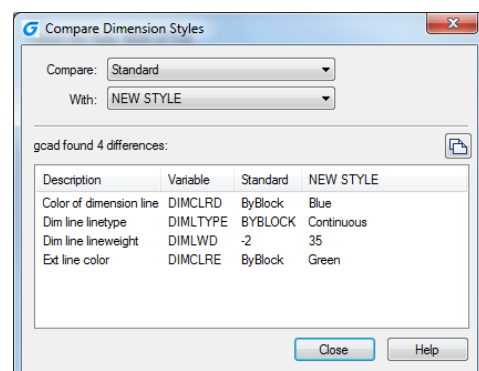 Compare Dimension Styles
Compare: Standard
With: NEW STYLE
gcad found 4 differences:
Description Variable Standard NEW STYLE
Color of dimension line DIMCLRD ByBlock Blue
Dim line linetype DIMLTYPE BYBLOCK Continuous
Dim line lineweight DIMLWD -2 35
Ext line color DIMCLRE ByBlock Green
Close Help